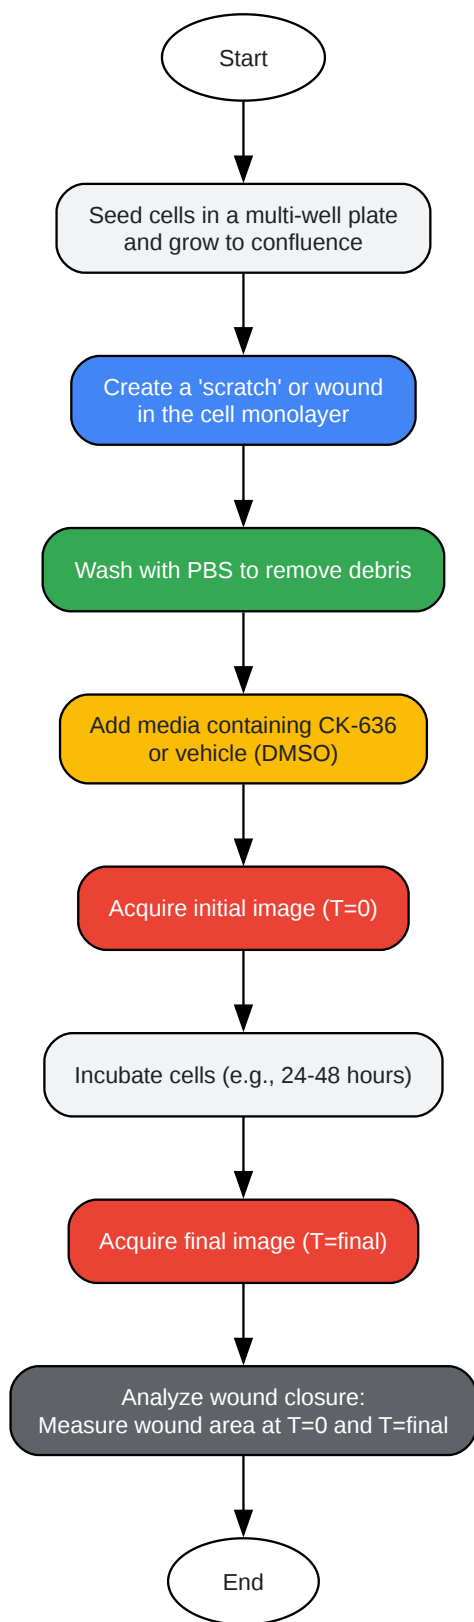 Start
Seed cells in a multi-well plate
and grow to confluence
Create a 'scratch' or wound
in the cell monolayer
Wash with PBS to remove debris
Add media containing CK-636
or vehicle (DMSO)
Acquire initial image (T=0)
Incubate cells (e.g., 24-48 hours)
Acquire final image (T=final)
Analyze wound closure:
Measure wound area at T=0 and T=final
End